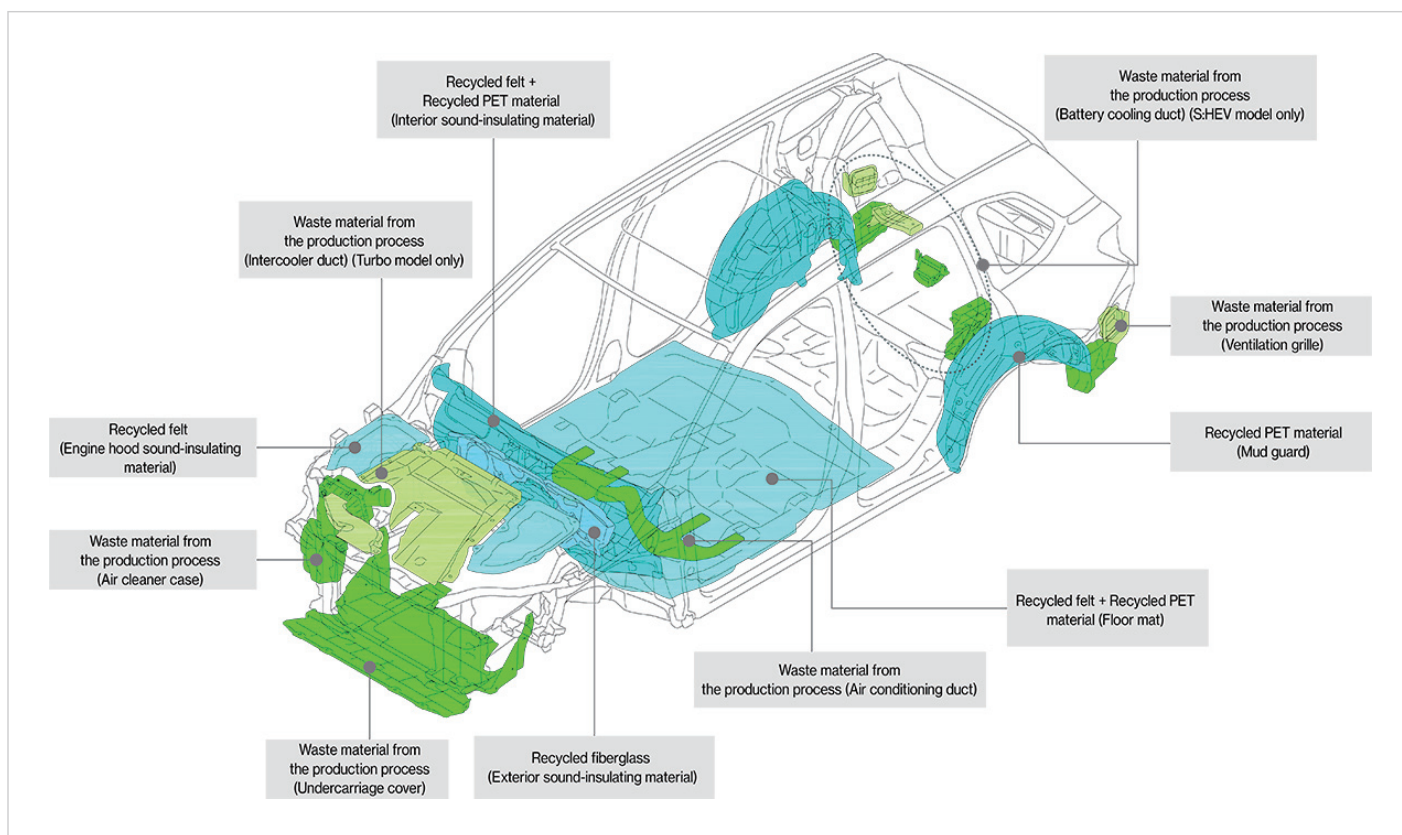 Recycled felt +
Recycled PET material
(Interior sound-insulating material)
Waste material from
the production process
(Battery cooling duct) (S:HEV model only)
Waste material from
the production process
(Intercooler duct) (Turbo model only)
Waste material from
the production process
(Ventilation grille)
Recycled felt
(Engine hood sound-insulating
material)
Recycled PET material
(Mud guard)
Waste material from
the production process
(Air cleaner case)
Recycled felt + Recycled PET
material (Floor mat)
Waste material from
the production process (Air conditioning duct)
Waste material from
the production process
(Undercarriage cover)
Recycled fiberglass
(Exterior sound-insulating material)